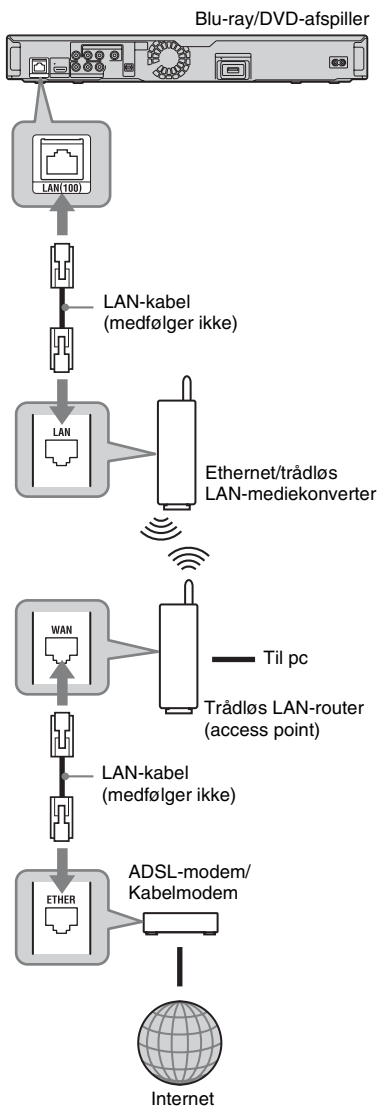 Blu-ray/DVD-afspiller
LAN(100)
LAN-kabel
(medfølger ikke)
LAN
Ethernet/trådløs
LAN-mediekonverter
WAN
Til pc
Trådløs LAN-router
(access point)
LAN-kabel
(medfølger ikke)
ADSL-modem/
Kabelmodem
ETHER
Internet